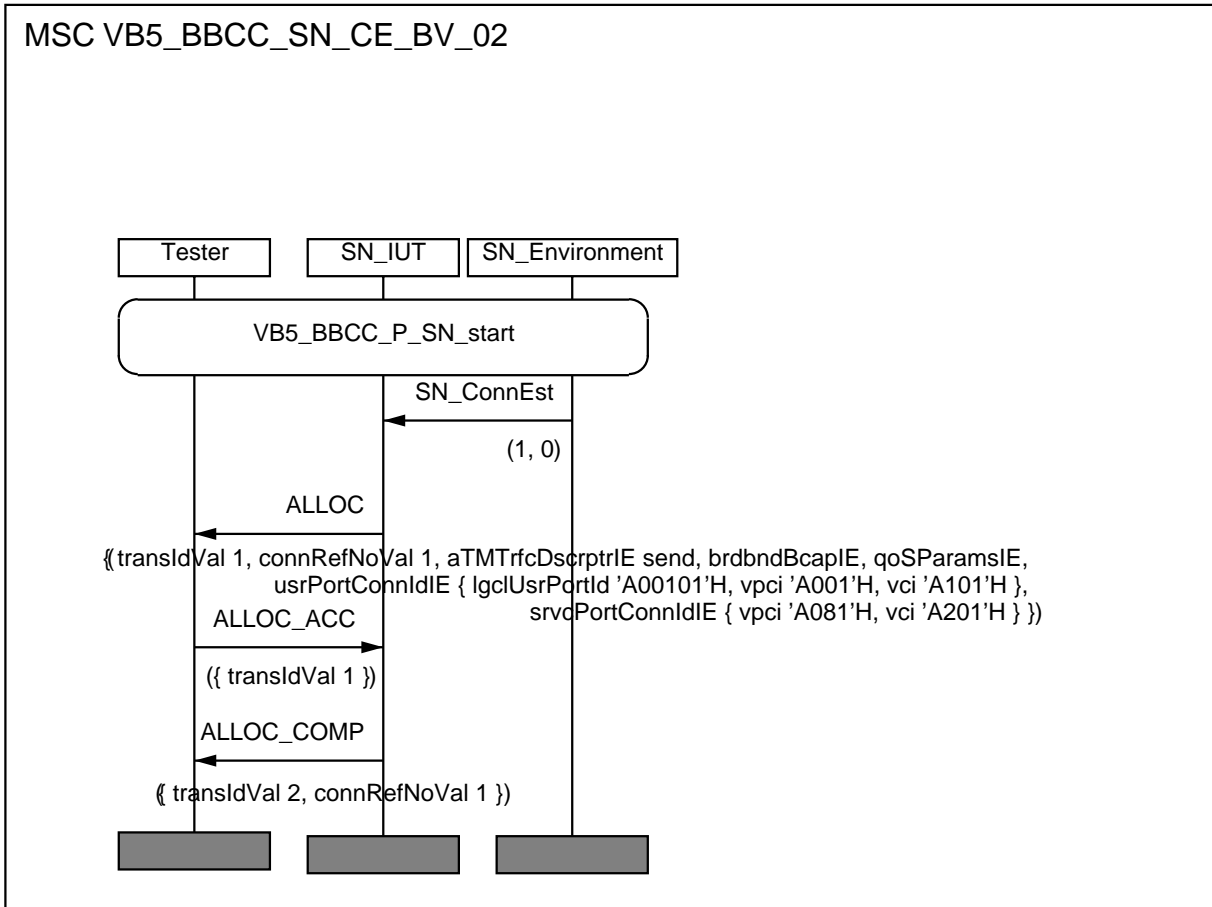 MSC VB5_BBCC_SN_CE_BV_02
Tester SN_IUT SN_Environment
VB5_BBCC_P_SN_start
SN_ConnEst
(1, 0)
ALLOC
({ transIdVal 1, connRefNoVal 1, aTMTrfcDscrptrIE send, brdbndBcapIE, qoSParamsIE,
usrPortConnIdIE { lgclUsrPortId 'A00101'H, vpci 'A001'H, vci 'A101'H },
srvcPortConnIdIE { vpci 'A081'H, vci 'A201'H } })
ALLOC_ACC
({ transIdVal 1 })
ALLOC_COMP
({ transIdVal 2, connRefNoVal 1 })